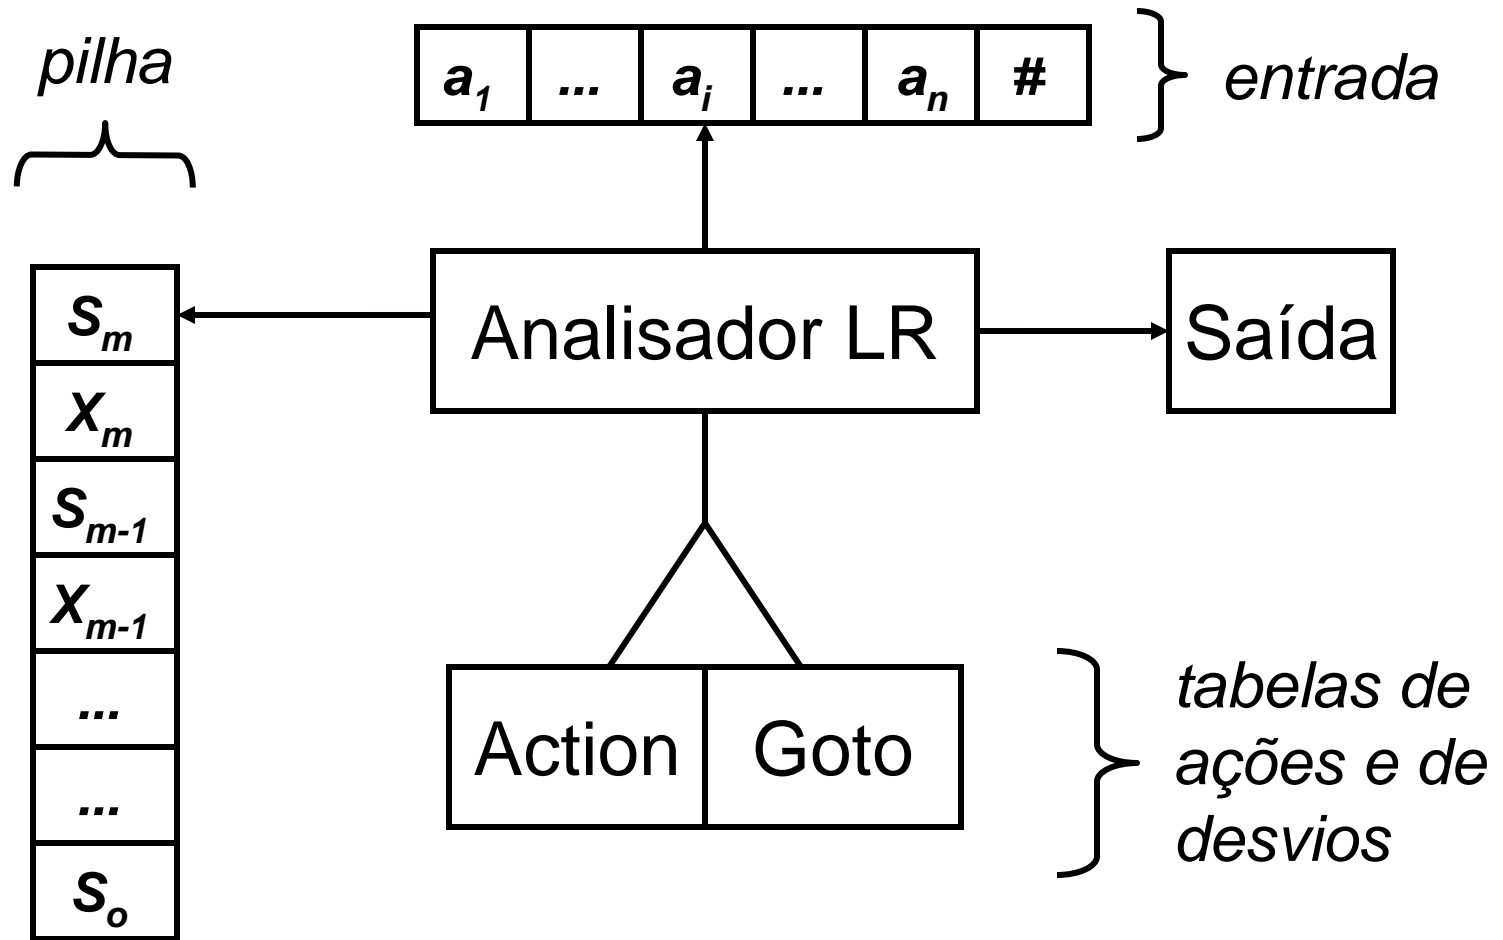 pilha
a1 ... ai ... an #
entrada
Analisador LR
Saída
Sm
Xm
Sm-1
Xm-1
...
...
So
Action Goto
tabelas de
ações e de
desvios